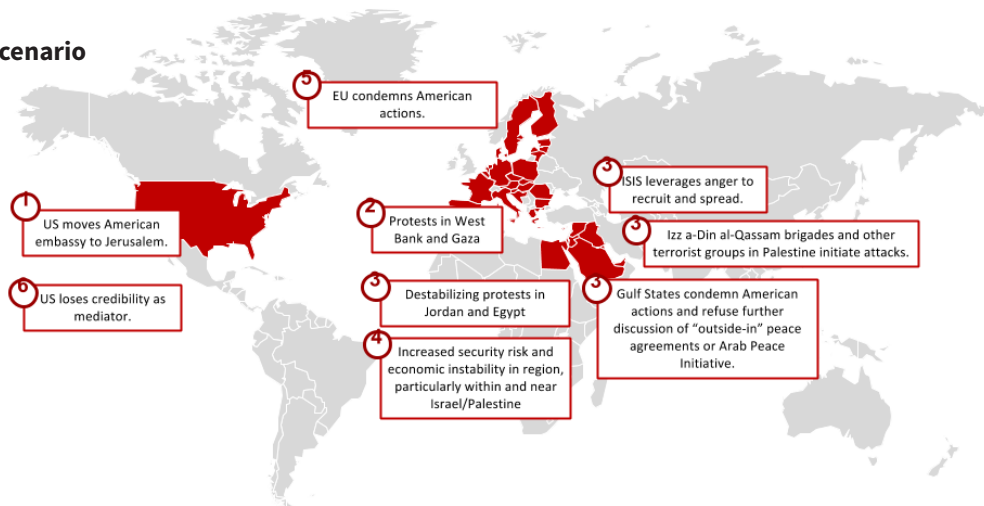 cenario
5
EU condemns American
actions.
3
ISIS leverages anger to
recruit and spread.
1
US moves American
embassy to Jerusalem.
2
Protests in West
Bank and Gaza
3
Izz a-Din al-Qassam brigades and other
terrorist groups in Palestine initiate attacks.
6
US loses credibility as
mediator.
3
Destabilizing protests in
Jordan and Egypt
3
Gulf States condemn American
actions and refuse further
discussion of “outside-in” peace
agreements or Arab Peace
Initiative.
4
Increased security risk and
economic instability in region,
particularly within and near
Israel/Palestine